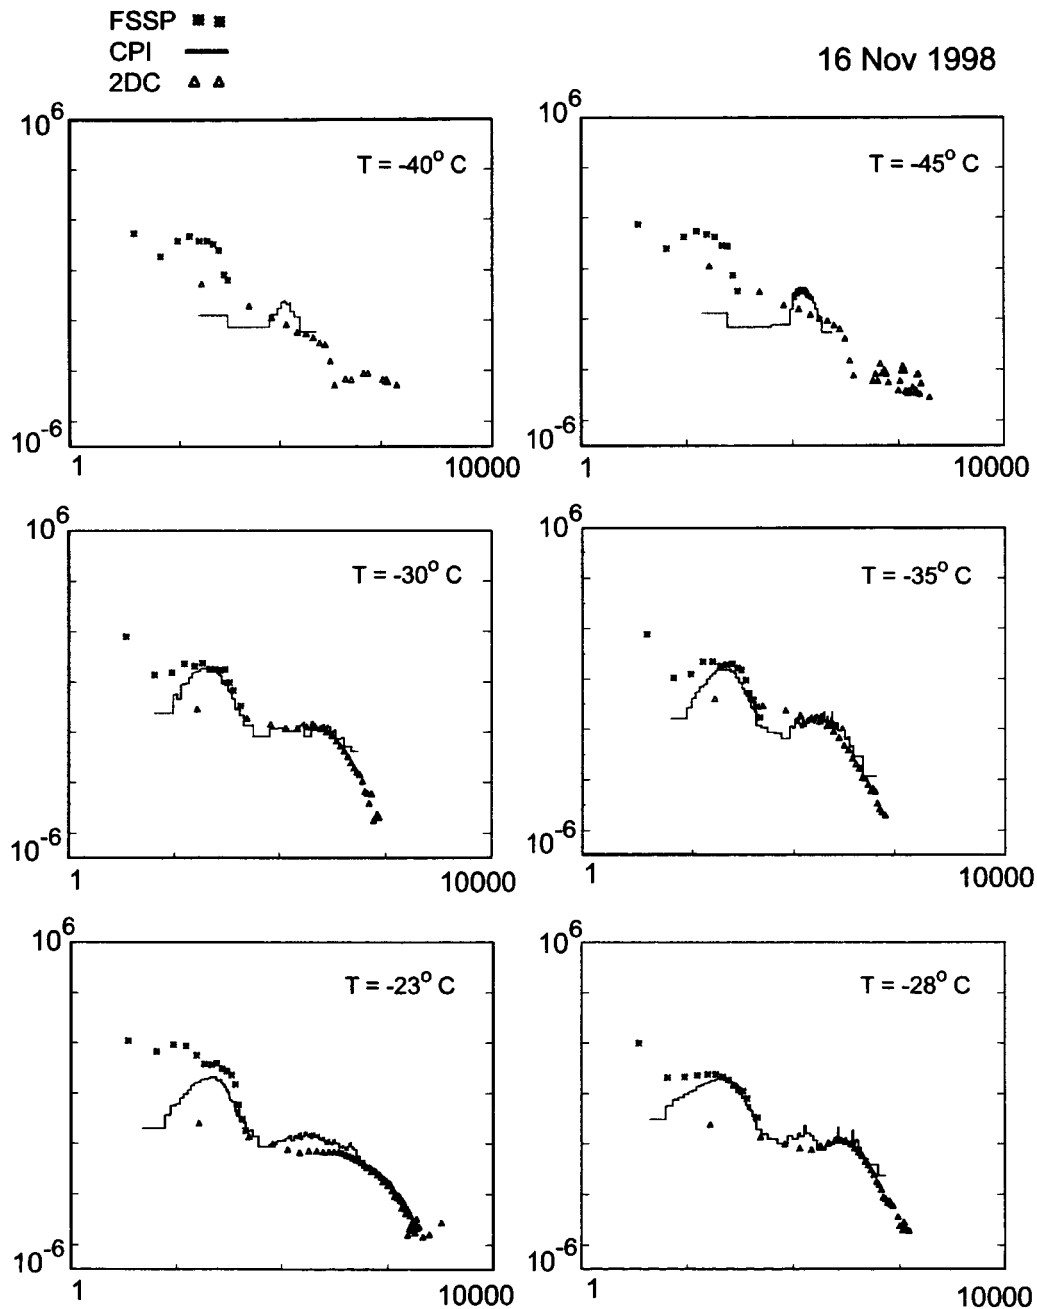 FSSP
CPI
2DC
16 Nov 1998
10^6
T = -40° C
10^-6
1
10000
10^6
T = -45° C
10^-6
1
10000
10^6
T = -30° C
10^-6
1
10000
10^6
T = -35° C
10^-6
1
10000
10^6
T = -23° C
10^-6
1
10000
10^6
T = -28° C
10^-6
1
10000